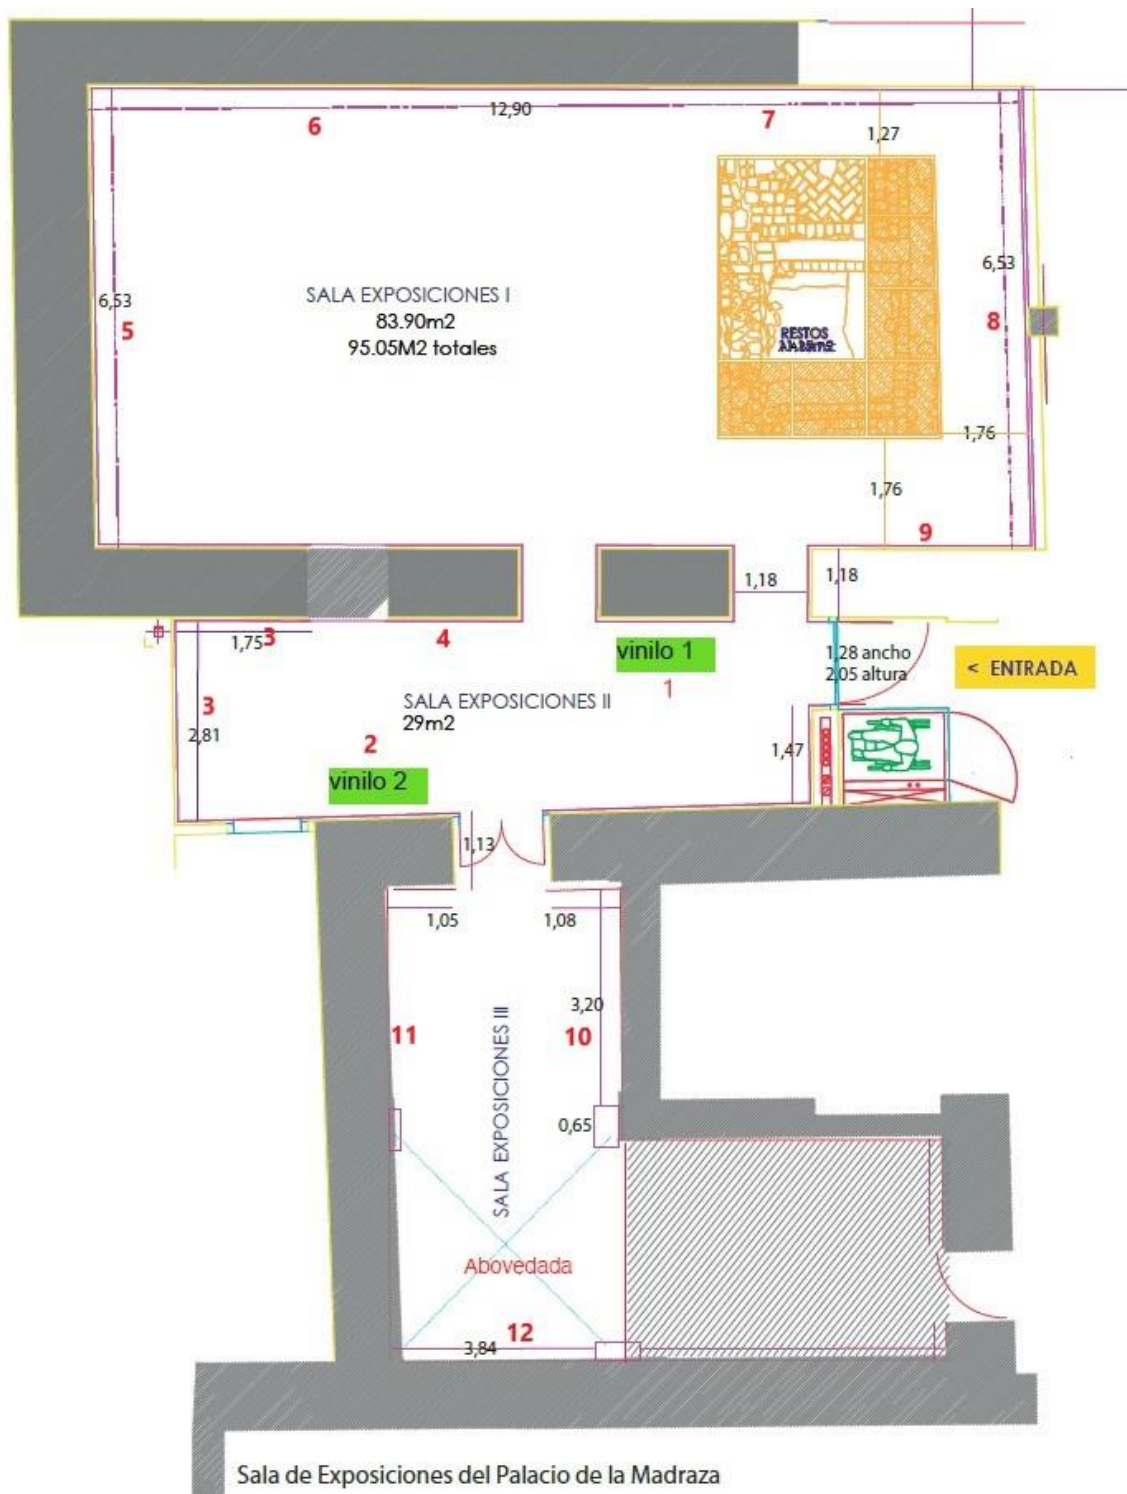 12,90
6
7
1,27
6,53
5
SALA EXPOSICIONES I
83.90m2
95.05M2 totales
6,53
8
RESTOS
1,76
1,76
9
1,18
1,18
1,75
3
4
vinilo 1
1
1,28 ancho
2,05 altura
< ENTRADA
SALA EXPOSICIONES II
29m2
3
2,81
2
vinilo 2
1,47
1,13
1,05
1,08
3,20
11
10
SALA EXPOSICIONES III
0,65
Abovedada
12
3,84
Sala de Exposiciones del Palacio de la Madraza